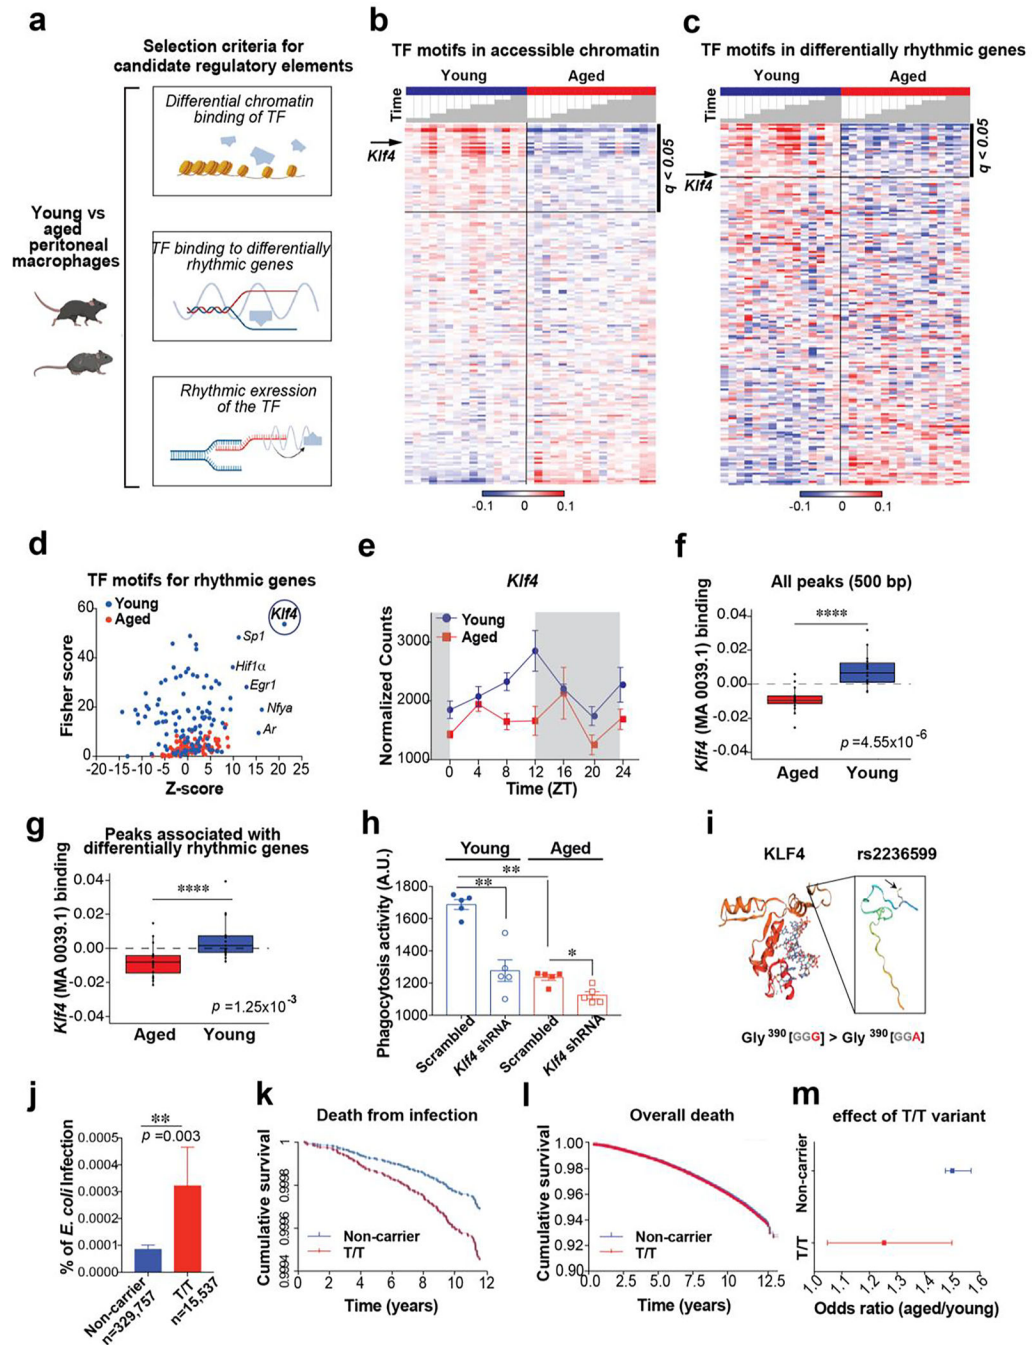 a
Selection criteria for
candidate regulatory elements
Differential chromatin
binding of TF
Young vs
aged
peritoneal
macrophages
TF binding to differentially
rhythmic genes
Rhythmic exression
of the TF
b
TF motifs in accessible chromatin
Young
Aged
Time
Klf4
q < 0.05
-0.1
0
0.1
c
TF motifs in differentially rhythmic genes
Young
Aged
Time
Klf4
q < 0.05
-0.1
0
0.1
d
TF motifs for rhythmic genes
Young
Aged
Klf4
Sp1
Hif1α
Egr1
Nfya
Ar
Fisher score
60
40
20
0
-20 -15 -10 -5 0 5 10 15 20 25
Z-score
e
Klf4
Young
Aged
Normalized Counts
3000
2000
1000
0 4 8 12 16 20 24
Time (ZT)
f
All peaks (500 bp)
****
Klf4 (MA 0039.1) binding
0.04
0.02
0.00
-0.02
-0.04
p =4.55x10 -6
Aged Young
g
Peaks associated with
differentially rhythmic genes
****
Klf4 (MA 0039.1) binding
0.04
0.02
0.00
-0.02
-0.04
p =1.25x10-3
Aged Young
h
Young Aged
**
**
*
Phagocytosis activity (A.U.)
1800
1600
1400
1200
1000
Scrambled
Klf4 shRNA
Scrambled
Klf4 shRNA
i
KLF4
rs2236599
Gly 390 [GGG] > Gly 390 [GGA]
j
**
p =0.003
% of E. coli Infection
0.0005
0.0004
0.0003
0.0002
0.0001
0.0000
Non-carrier
n=329,757
T/T
n=15,537
k
Death from infection
Cumulative survival
1
0.9998
0.9996
0.9994
Non-carrier
T/T
0 2 4 6 8 10 12
Time (years)
l
Overall death
Cumulative survival
1.00
0.98
0.96
0.94
0.92
0.90
Non-carrier
T/T
0.0 2.5 5.0 7.5 10 12.5
Time (years)
m
effect of T/T variant
Non-carrier
T/T
1.0 1.1 1.2 1.3 1.4 1.5 1.6
Odds ratio (aged/young)